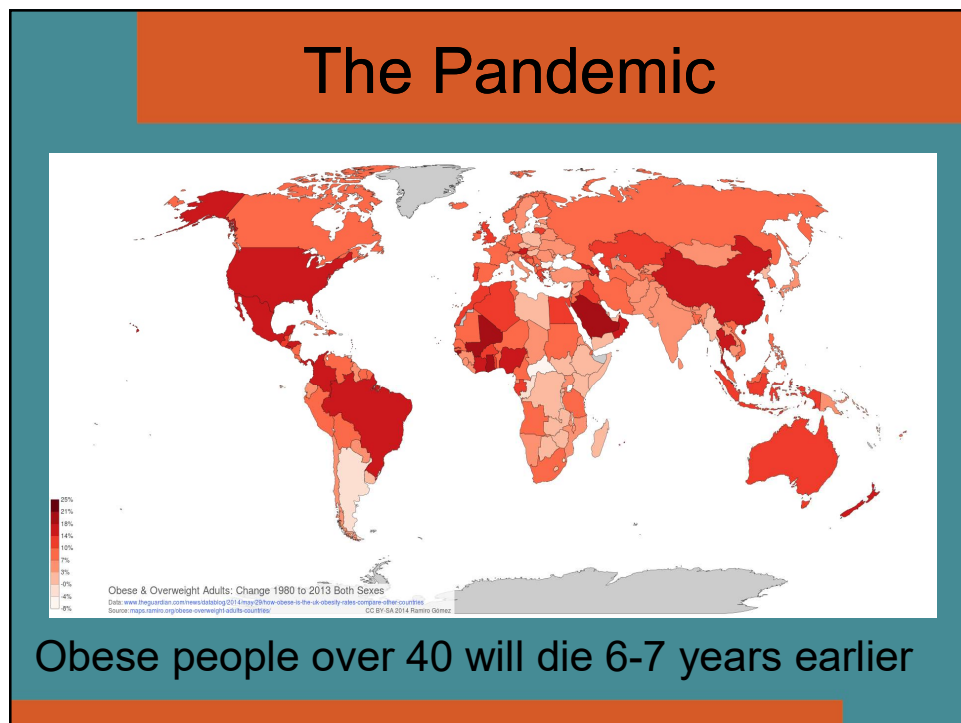 The Pandemic
25%
21%
18%
14%
10%
7%
3%
-0%
-4%
-8%
Obese & Overweight Adults: Change 1980 to 2013 Both Sexes
Data: www.theguardian.com/news/datablog/2014/may/29/how-obese-is-the-uk-obesity-rates-compare-other-countries
Source: maps.ramiro.org/obese-overweight-adults-countries/ CC BY-SA 2014 Ramiro Gómez
Obese people over 40 will die 6-7 years earlier